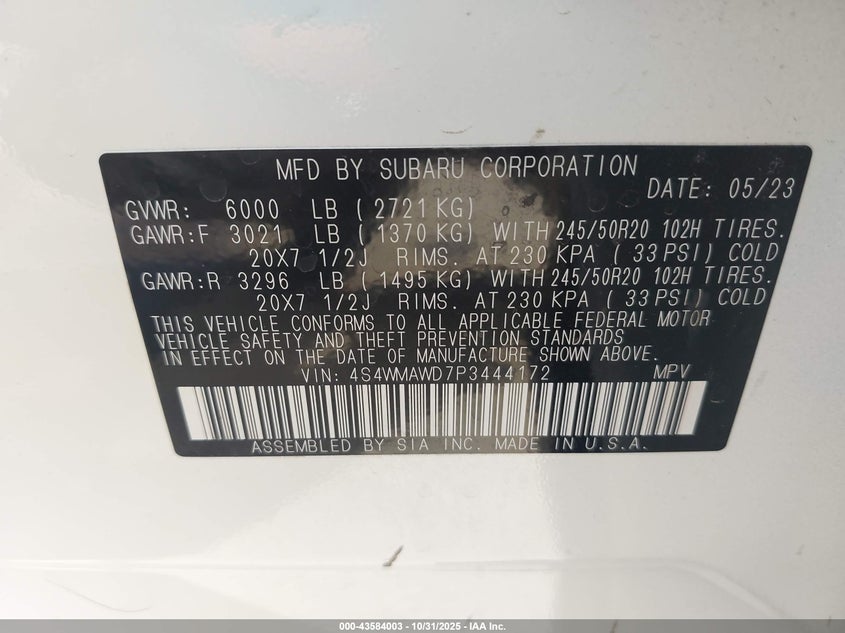 MFD BY SUBARU CORPORATION
DATE: 05/23
GVWR: 6000 LB ( 2721 KG)
GAWR:F 3021 LB ( 1370 KG) WITH 245/50R20 102H TIRES.
20X7 1/2J RIMS. AT 230 KPA ( 33 PSI) COLD
GAWR:R 3296 LB ( 1495 KG) WITH 245/50R20 102H TIRES.
20X7 1/2J RIMS. AT 230 KPA ( 33 PSI) COLD
THIS VEHICLE CONFORMS TO ALL APPLICABLE FEDERAL MOTOR
VEHICLE SAFETY AND THEFT PREVENTION STANDARDS
IN EFFECT ON THE DATE OF MANUFACTURE SHOWN ABOVE.
VIN: 4S4WMAWD7P3444172 MPV
ASSEMBLED BY SIA INC. MADE IN U.S.A.
000-43584003 - 10/31/2025 - IAA Inc.